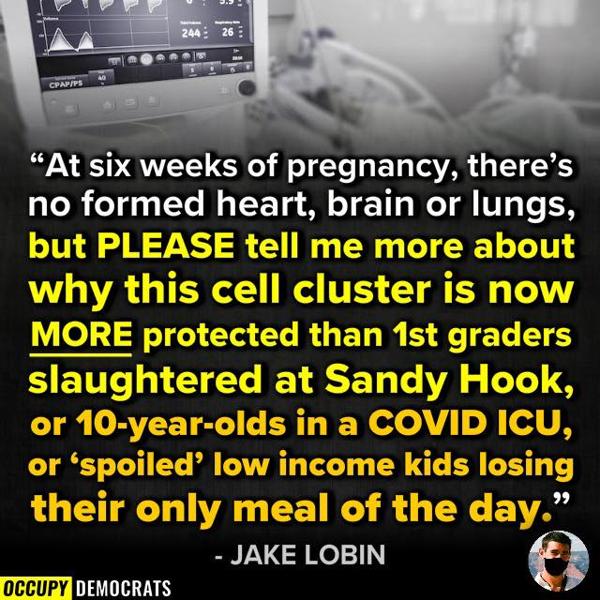 244
26
CPAP/PS
40
“At six weeks of pregnancy, there’s
no formed heart, brain or lungs,
but PLEASE tell me more about
why this cell cluster is now
MORE protected than 1st graders
slaughtered at Sandy Hook,
or 10-year-olds in a COVID ICU,
or ‘spoiled’ low income kids losing
their only meal of the day.”
- JAKE LOBIN
OCCUPY DEMOCRATS